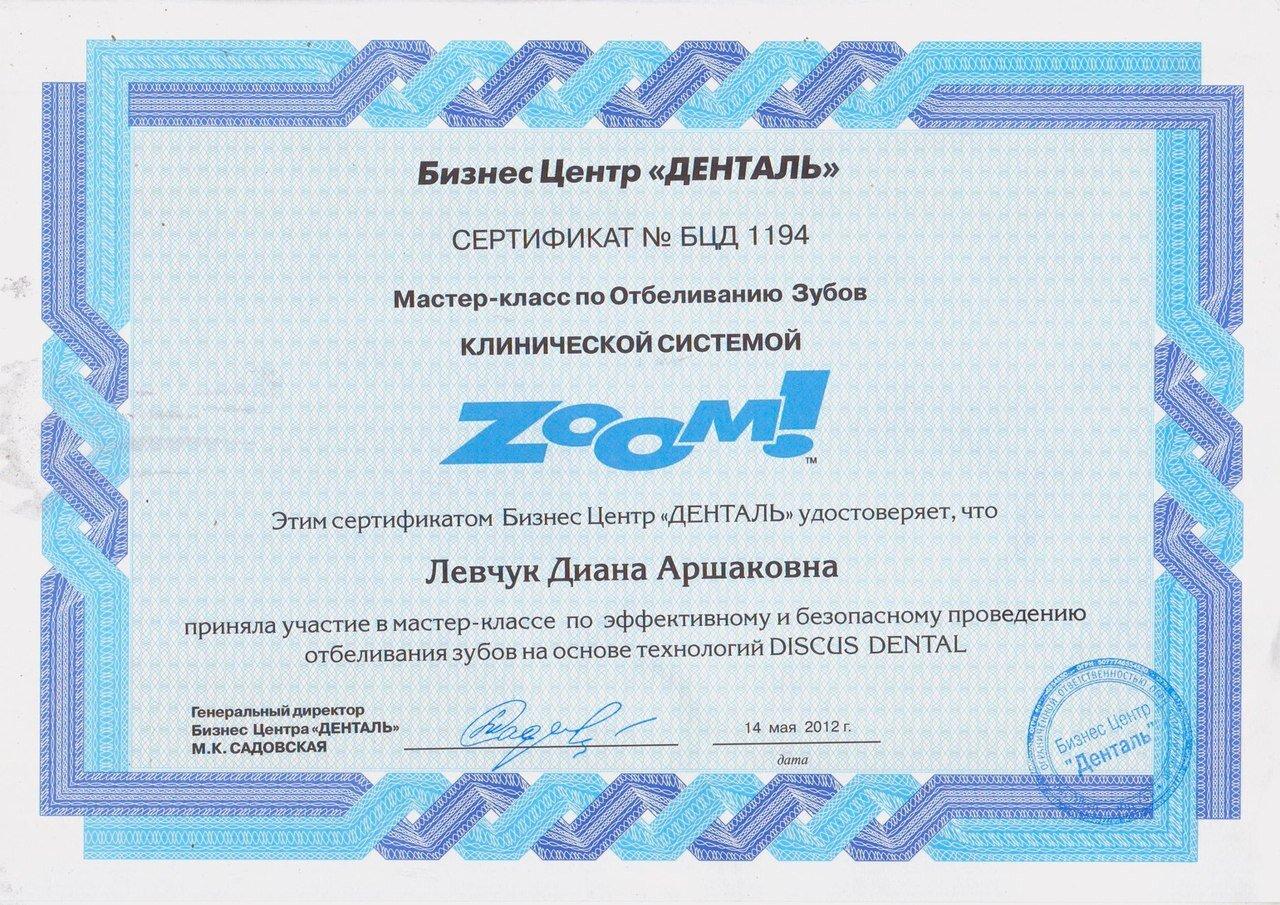 Бизнес Центр «ДЕНТАЛЬ»
СЕРТИФИКАТ № БЦД 1194
Мастер-класс по Отбеливанию Зубов
КЛИНИЧЕСКОЙ СИСТЕМОЙ
ZOOM!™
Этим сертификатом Бизнес Центр «ДЕНТАЛЬ» удостоверяет, что
Левчук Диана Аршаковна
приняла участие в мастер-классе по эффективному и безопасному проведению
отбеливания зубов на основе технологий DISCUS DENTAL
Генеральный директор
Бизнес Центра «ДЕНТАЛЬ»
М.К. САДОВСКАЯ
14 мая 2012 г.
дата
Бизнес Центр
"Денталь"